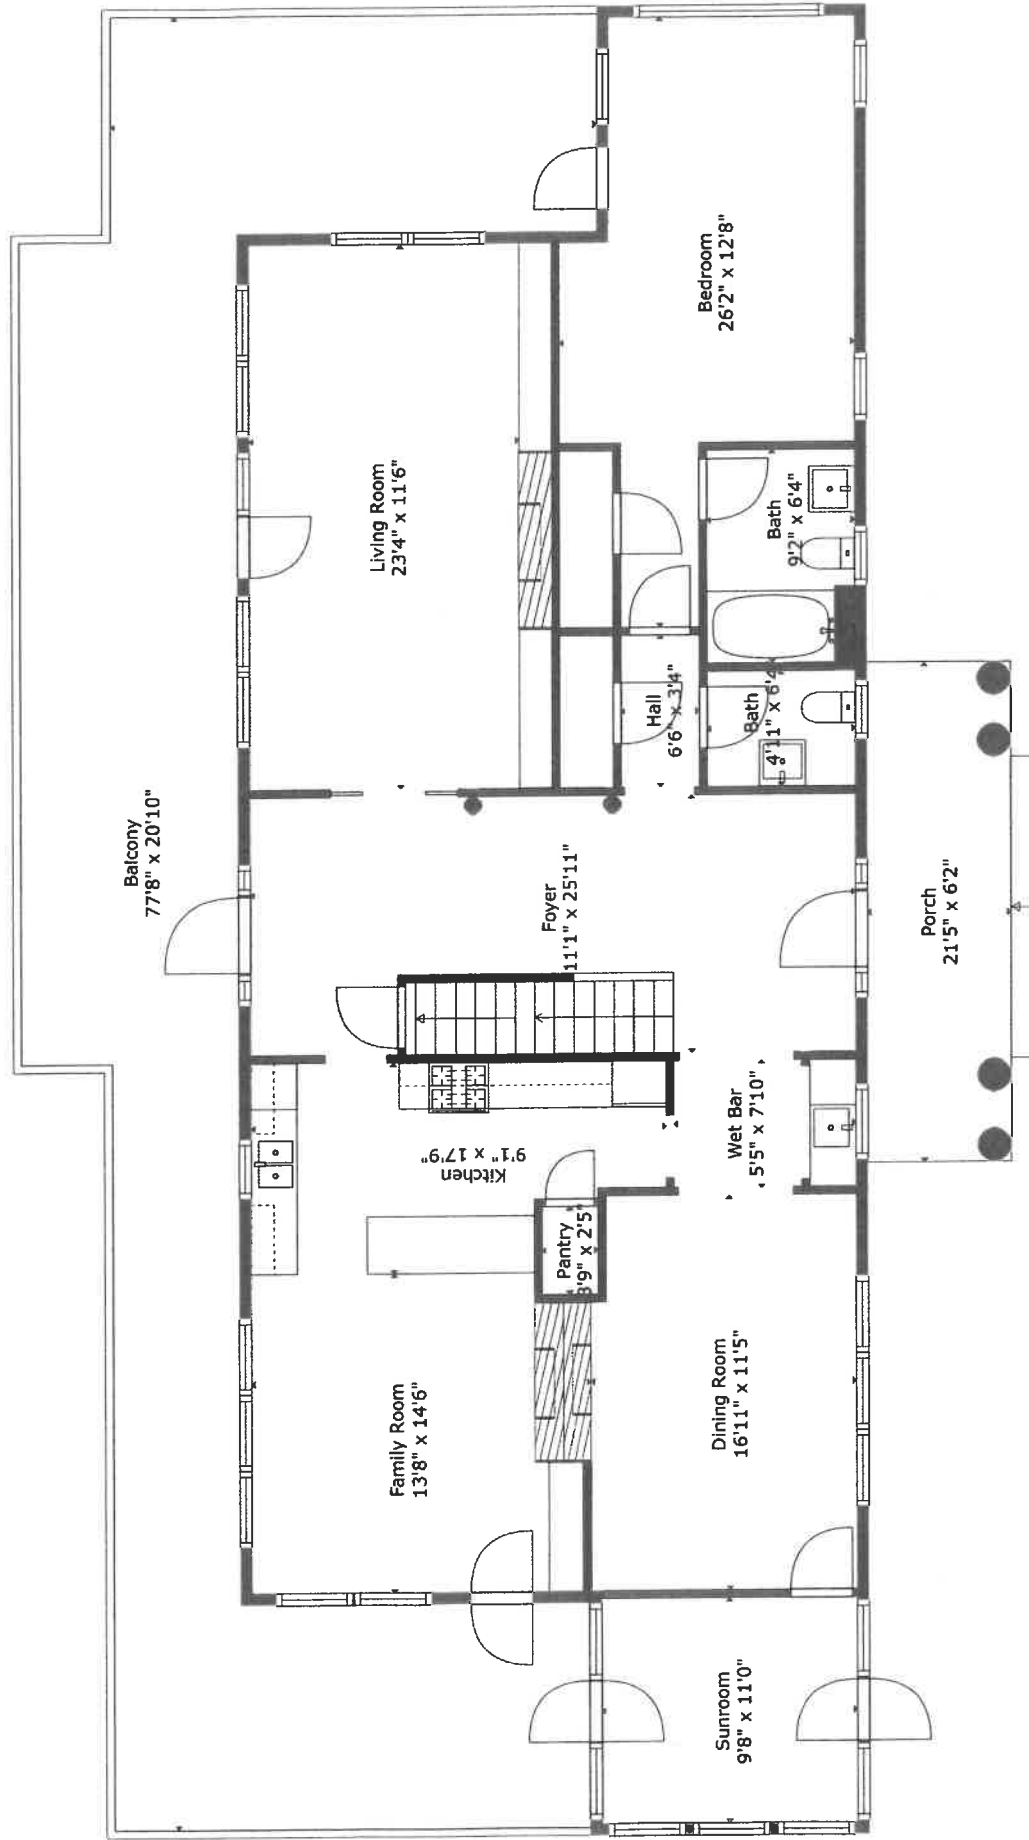 Balcony
77'8" x 20'10"
Living Room
23'4" x 11'6"
Bedroom
26'2" x 12'8"
Bath
9'2" x 6'4"
Hall
6'6" x 3'4"
Bath
4'11" x 6'4
Foyer
11'1" x 25'11"
Porch
21'5" x 6'2"
Kitchen
9'1" x 17'9"
Wet Bar
5'5" x 7'10"
Pantry
3'9" x 2'5"
Family Room
13'8" x 14'6"
Dining Room
16'11" x 11'5"
Sunroom
9'8" x 11'0"